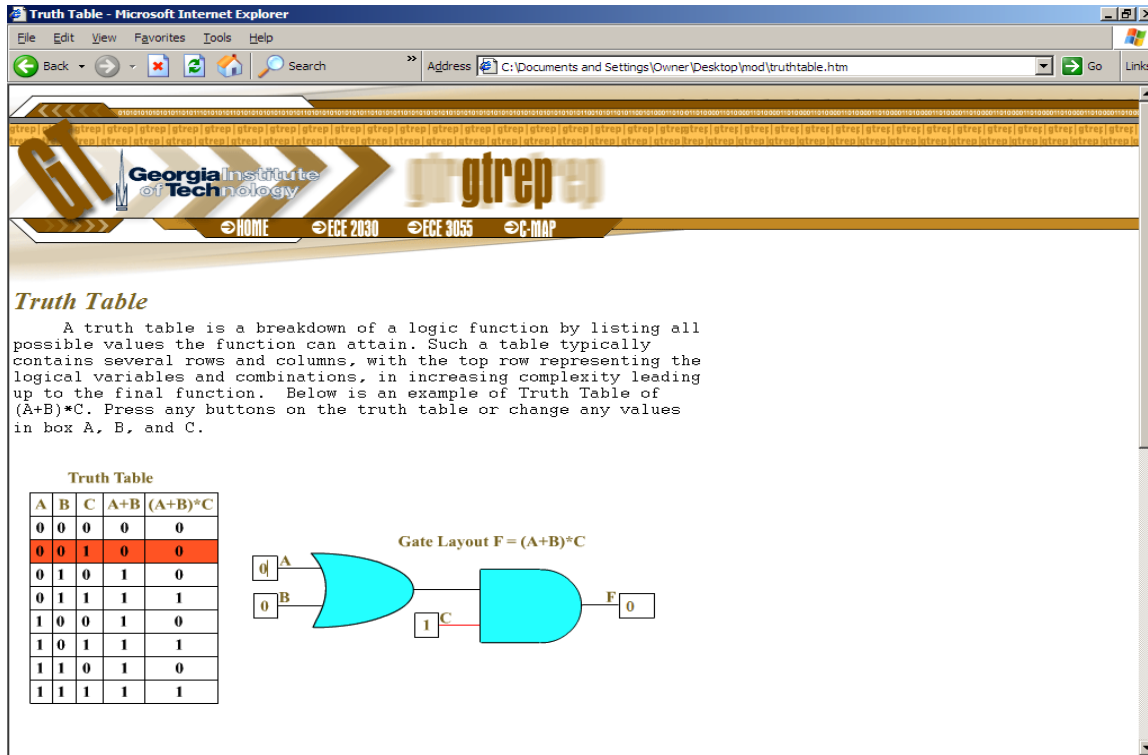 Truth Table - Microsoft Internet Explorer
File Edit View Favorites Tools Help
Back Search » Address C:\Documents and Settings\Owner\Desktop\mod\truthtable.htm Go Links
GT Georgia Institute of Technology
gtrep
HOME ECE 2030 ECE 3055 C-MAP
Truth Table
A truth table is a breakdown of a logic function by listing all
possible values the function can attain. Such a table typically
contains several rows and columns, with the top row representing the
logical variables and combinations, in increasing complexity leading
up to the final function. Below is an example of Truth Table of
(A+B)*C. Press any buttons on the truth table or change any values
in box A, B, and C.
Truth Table
A B C A+B (A+B)*C
0 0 0 0 0
0 0 1 0 0
0 1 0 1 0
0 1 1 1 1
1 0 0 1 0
1 0 1 1 1
1 1 0 1 0
1 1 1 1 1
Gate Layout F = (A+B)*C
0 A
0 B
1 C
F 0